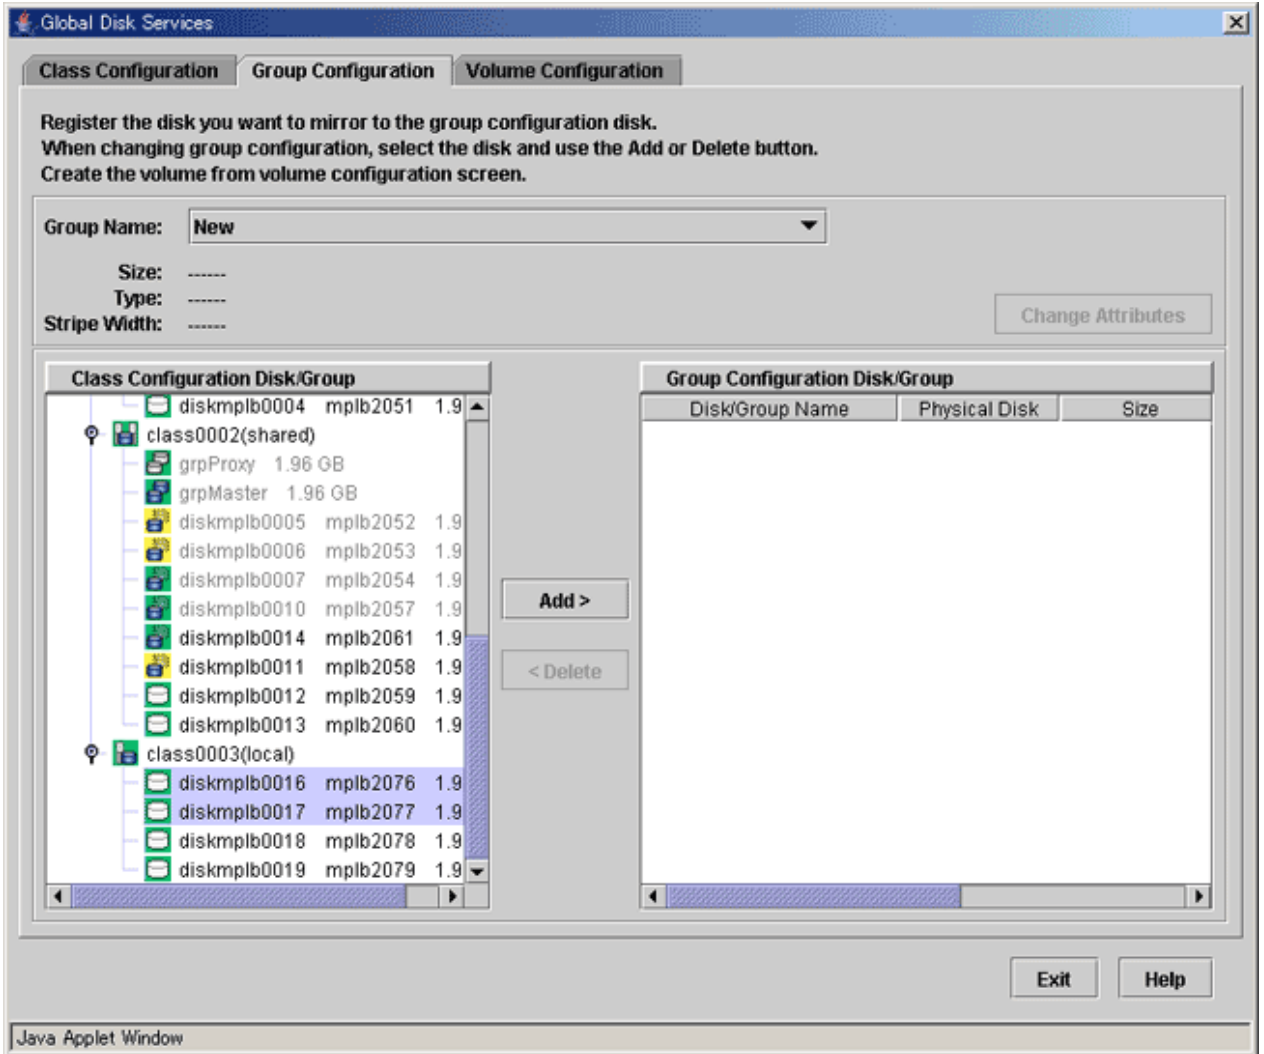 Global Disk Services
Class Configuration Group Configuration Volume Configuration
Register the disk you want to mirror to the group configuration disk.
When changing group configuration, select the disk and use the Add or Delete button.
Create the volume from volume configuration screen.
Group Name: New
Size: ------
Type: ------
Stripe Width: ------
Change Attributes
Class Configuration Disk/Group
diskmplb0004 mplb2051 1.9
class0002(shared)
grpProxy 1.96 GB
grpMaster 1.96 GB
diskmplb0005 mplb2052 1.9
diskmplb0006 mplb2053 1.9
diskmplb0007 mplb2054 1.9
diskmplb0010 mplb2057 1.9
diskmplb0014 mplb2061 1.9
diskmplb0011 mplb2058 1.9
diskmplb0012 mplb2059 1.9
diskmplb0013 mplb2060 1.9
class0003(local)
diskmplb0016 mplb2076 1.9
diskmplb0017 mplb2077 1.9
diskmplb0018 mplb2078 1.9
diskmplb0019 mplb2079 1.9
Add >
< Delete
Group Configuration Disk/Group
Disk/Group Name Physical Disk Size
Exit Help
Java Applet Window